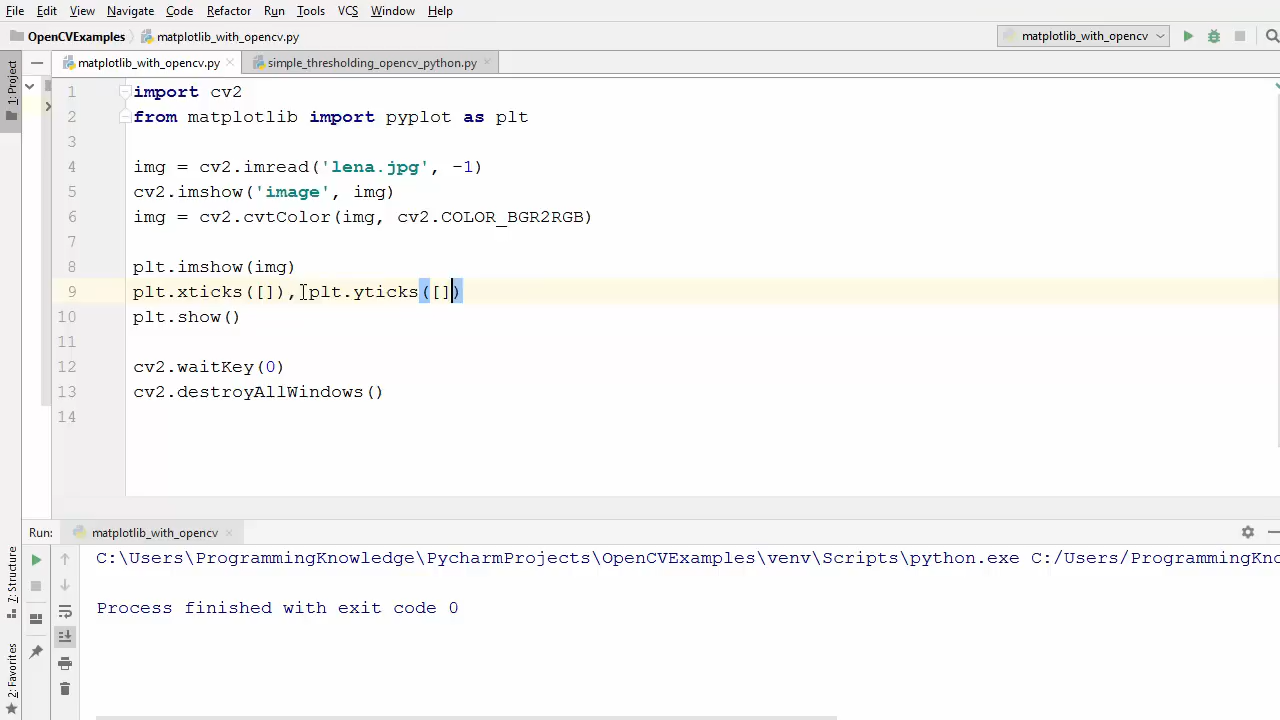 File Edit View Navigate Code Refactor Run Tools VCS Window Help
OpenCVExamples matplotlib_with_opencv.py matplotlib_with_opencv
matplotlib_with_opencv.py simple_thresholding_opencv_python.py
1: Project
1 import cv2
2 from matplotlib import pyplot as plt
3
4 img = cv2.imread('lena.jpg', -1)
5 cv2.imshow('image', img)
6 img = cv2.cvtColor(img, cv2.COLOR_BGR2RGB)
7
8 plt.imshow(img)
9 plt.xticks([]), plt.yticks([])
10 plt.show()
11
12 cv2.waitKey(0)
13 cv2.destroyAllWindows()
14
Run: matplotlib_with_opencv
C:\Users\ProgrammingKnowledge\PycharmProjects\OpenCVExamples\venv\Scripts\python.exe C:/Users/ProgrammingKno
Process finished with exit code 0
7: Structure
2: Favorites